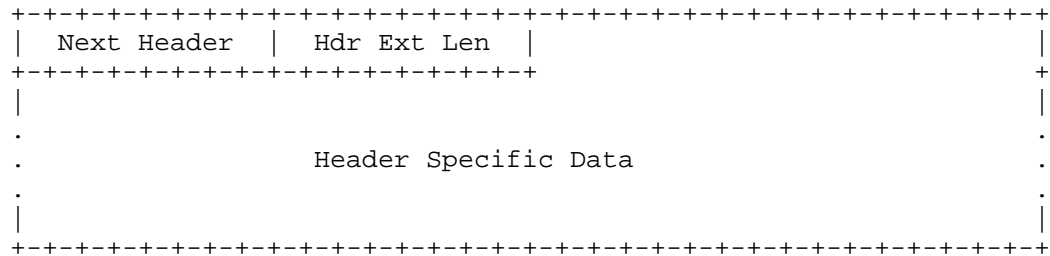 Next Header | Hdr Ext Len
Header Specific Data